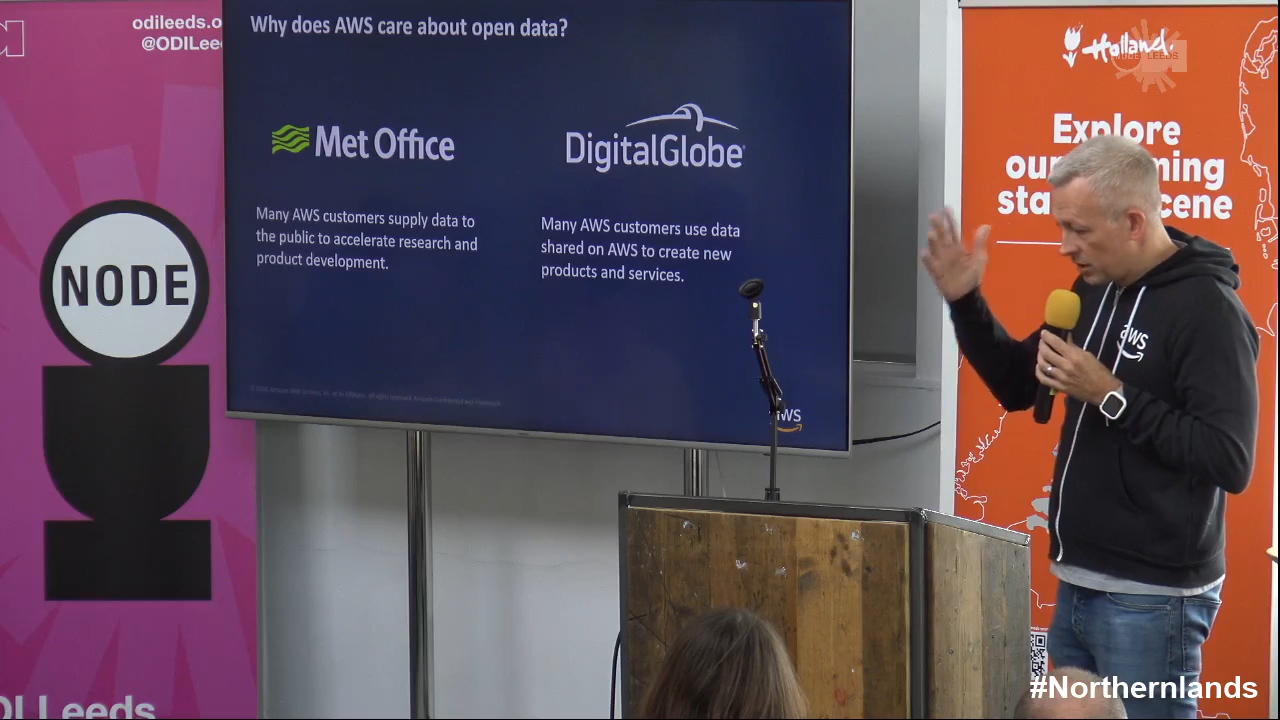 odileeds.o
@ODILee
NODE
ODI Leeds
Why does AWS care about open data?
Met Office
Many AWS customers supply data to
the public to accelerate research and
product development.
DigitalGlobe
Many AWS customers use data
shared on AWS to create new
products and services.
aws
Holland.
Explore
our ming
sta cene
aws
#Northernlands